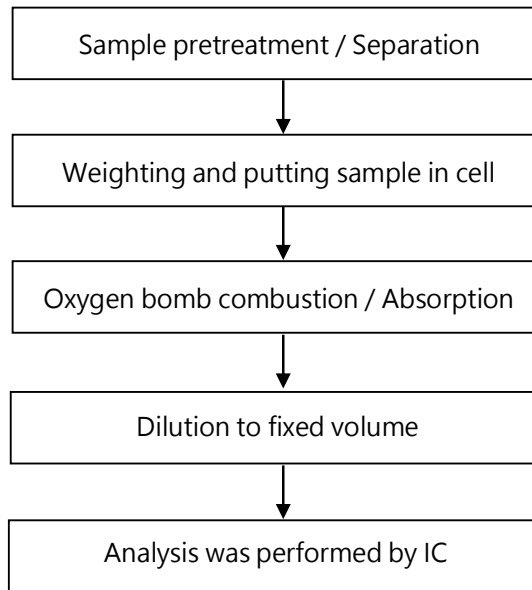 Sample pretreatment / Separation
Weighting and putting sample in cell
Oxygen bomb combustion / Absorption
Dilution to fixed volume
Analysis was performed by IC